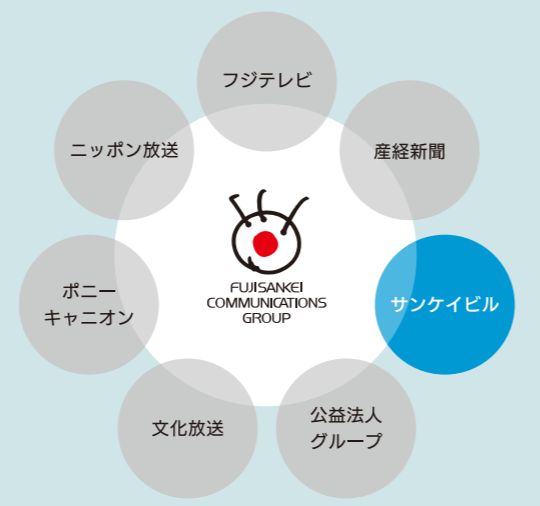 フジテレビ
ニッポン放送
産経新聞
FUJISANKEI
COMMUNICATIONS
GROUP
ポニー
キャニオン
サンケイビル
文化放送
公益法人
グループ